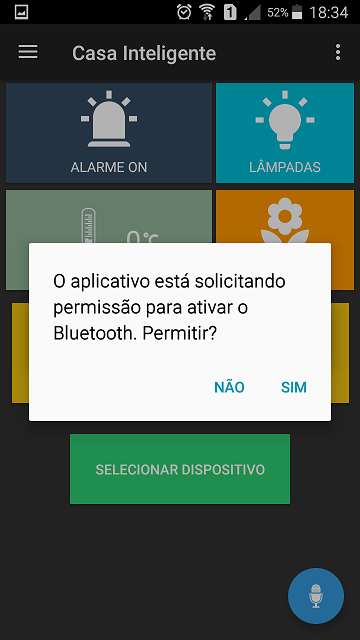 1
52%
18:34
Casa Inteligente
ALARME ON
LÂMPADAS
0°C
O aplicativo está solicitando
permissão para ativar o
Bluetooth. Permitir?
NÃO
SIM
SELECIONAR DISPOSITIVO